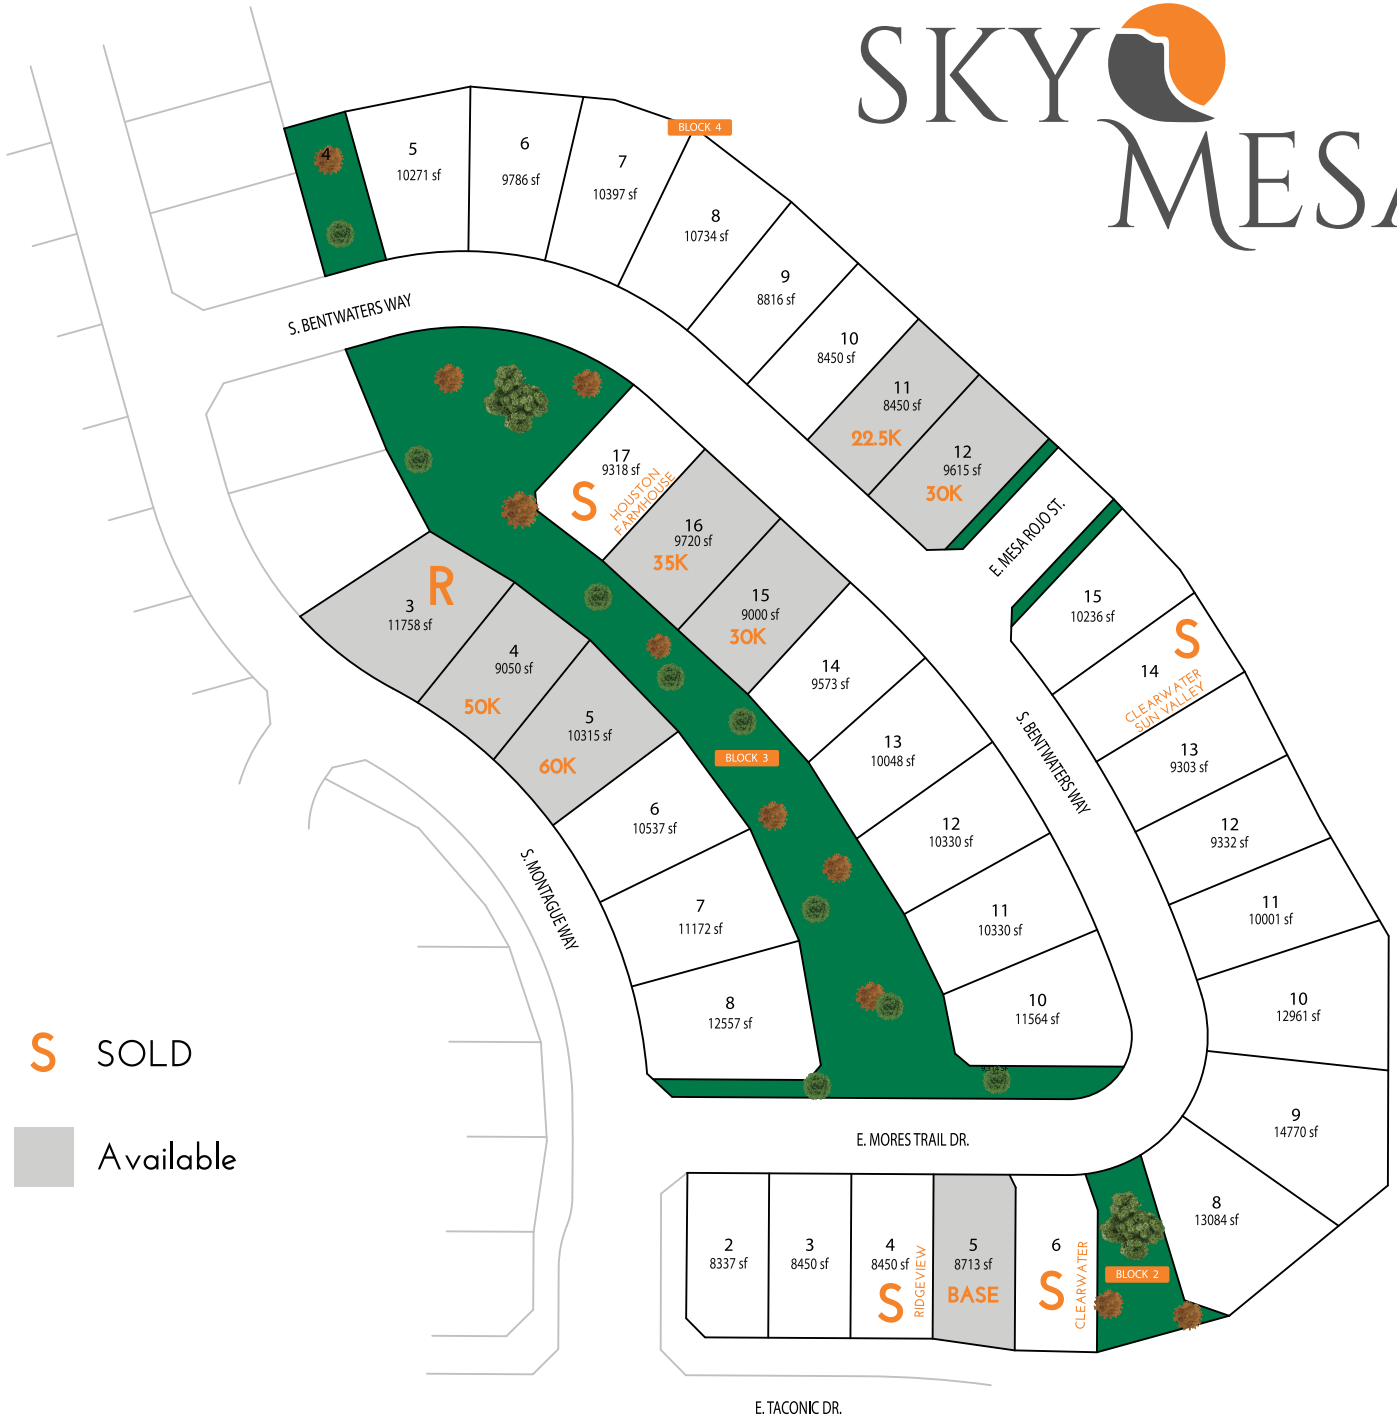 SKY
MESA
BLOCK 4
4
5
10271 sf
6
9786 sf
7
10397 sf
8
10734 sf
9
8816 sf
10
8450 sf
11
8450 sf
22.5K
12
9615 sf
30K
S. BENTWATERS WAY
E. MESA ROJO ST.
17
9318 sf
S
HOUSTON
FARMHOUSE
16
9720 sf
35K
15
9000 sf
30K
14
9573 sf
13
10048 sf
12
10330 sf
11
10330 sf
10
11564 sf
R
3
11758 sf
4
9050 sf
50K
5
10315 sf
60K
6
10537 sf
7
11172 sf
8
12557 sf
BLOCK 3
S. MONTAGUE WAY
S. BENTWATERS WAY
15
10236 sf
S
14
CLEARWATER
SUN VALLEY
13
9303 sf
12
9332 sf
11
10001 sf
10
12961 sf
9
14770 sf
8
13084 sf
E. MORES TRAIL DR.
2
8337 sf
3
8450 sf
4
8450 sf
S
RIDGEVIEW
5
8713 sf
BASE
6
S
CLEARWATER
BLOCK 2
E. TACONIC DR.
S SOLD
Available